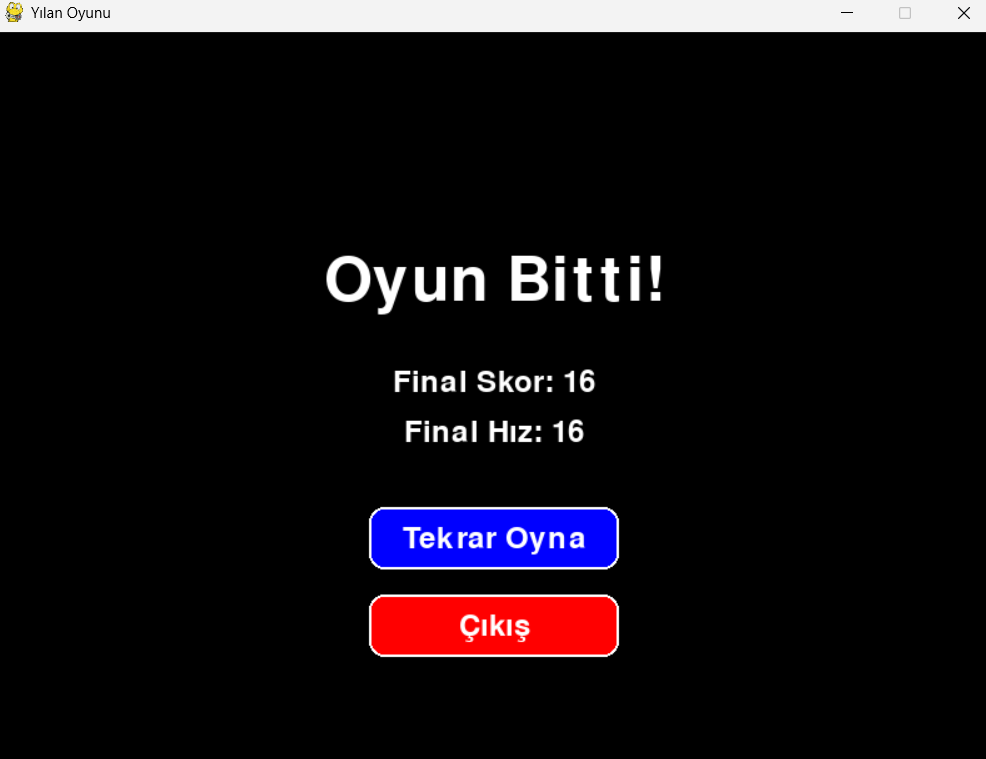 Yılan Oyunu
Oyun Bitti!
Final Skor: 16
Final Hız: 16
Tekrar Oyna
Çıkış